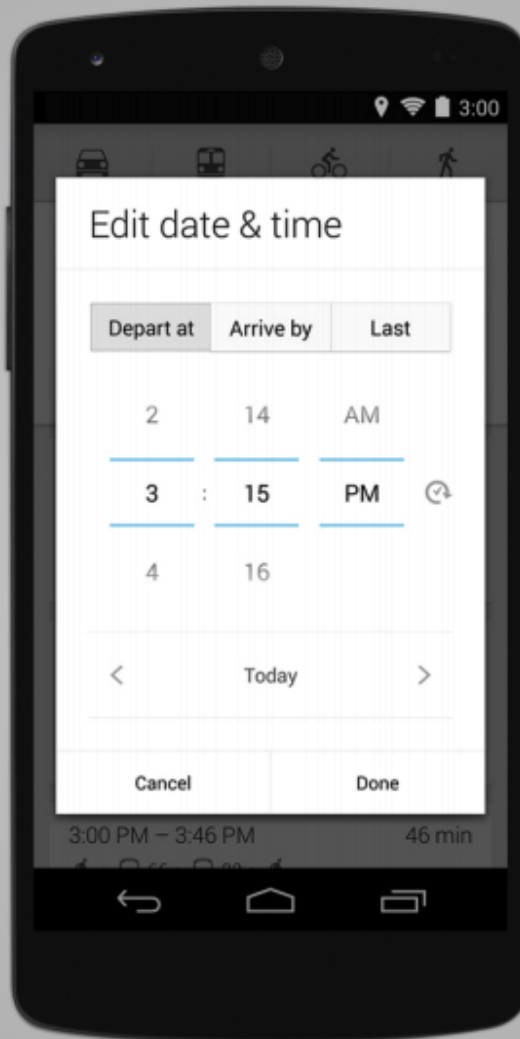 3:00
Edit date & time
Depart at Arrive by Last
2 14 AM
3 : 15 PM
4 16
Today
Cancel Done
3:00 PM – 3:46 PM 46 min